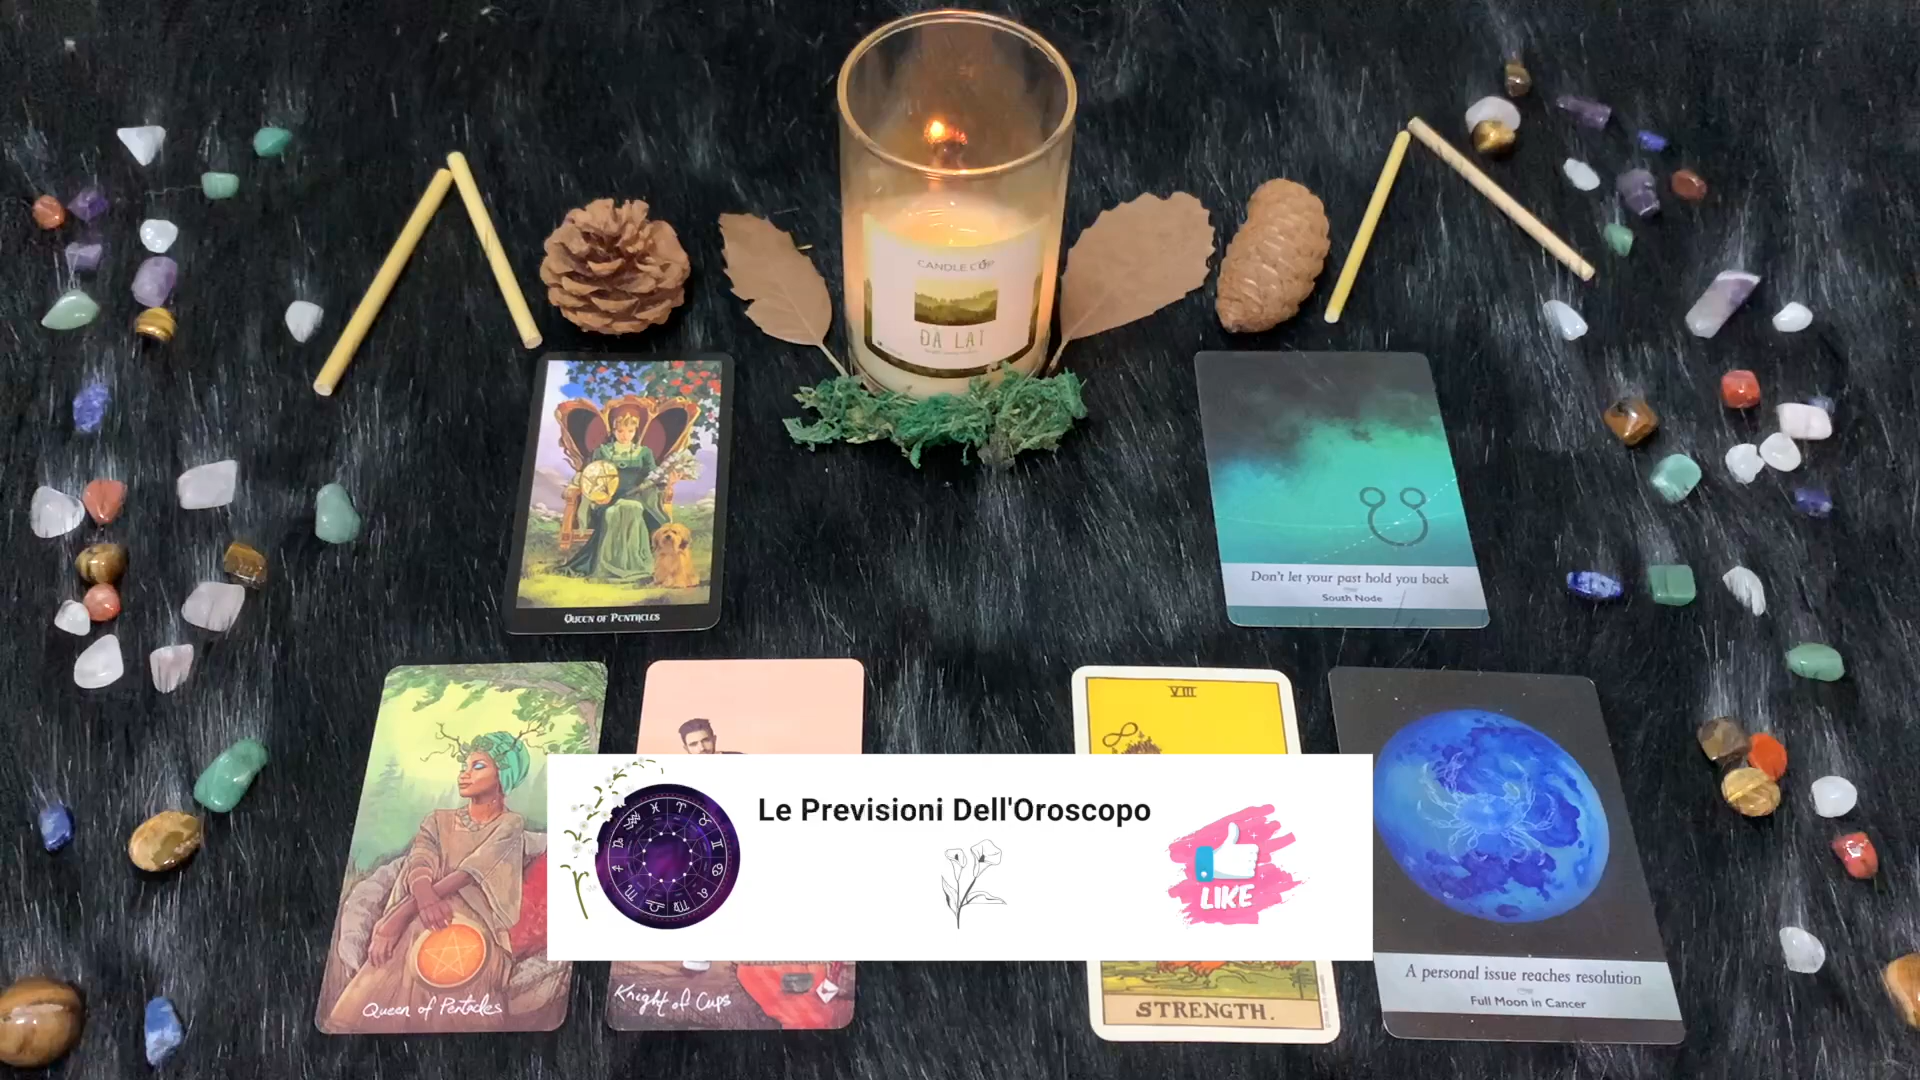 CANDLE CUP
ĐÀ LẠT
QUEEN OF PENTACLES
Don't let your past hold you back
South Node
VIII
Le Previsioni Dell'Oroscopo
LIKE
Queen of Pentacles
Knight of Cups
STRENGTH.
A personal issue reaches resolution
Full Moon in Cancer